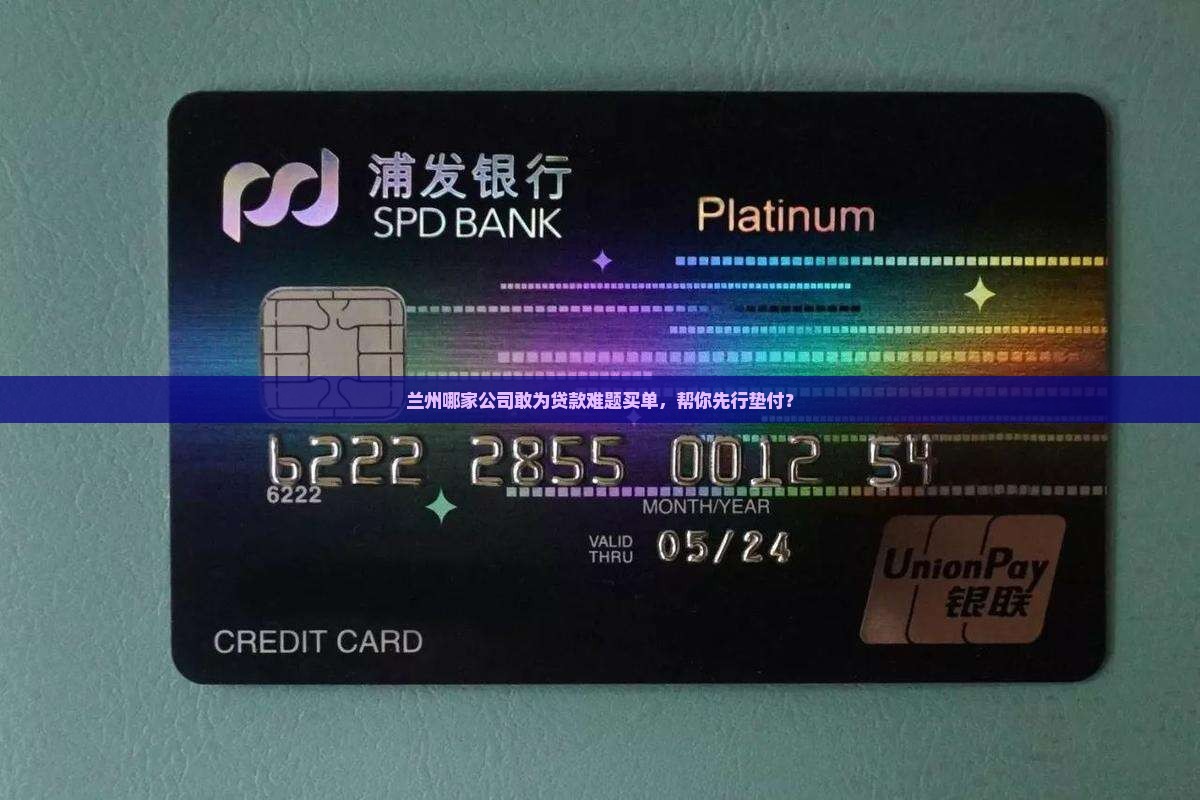 浦发银行
SPD BANK
Platinum
兰州哪家公司敢为贷款难题买单，帮你先行垫付？
6222 2855 0012 54
6222
MONTH/YEAR
VALID
THRU
05/24
UnionPay
银联
CREDIT CARD